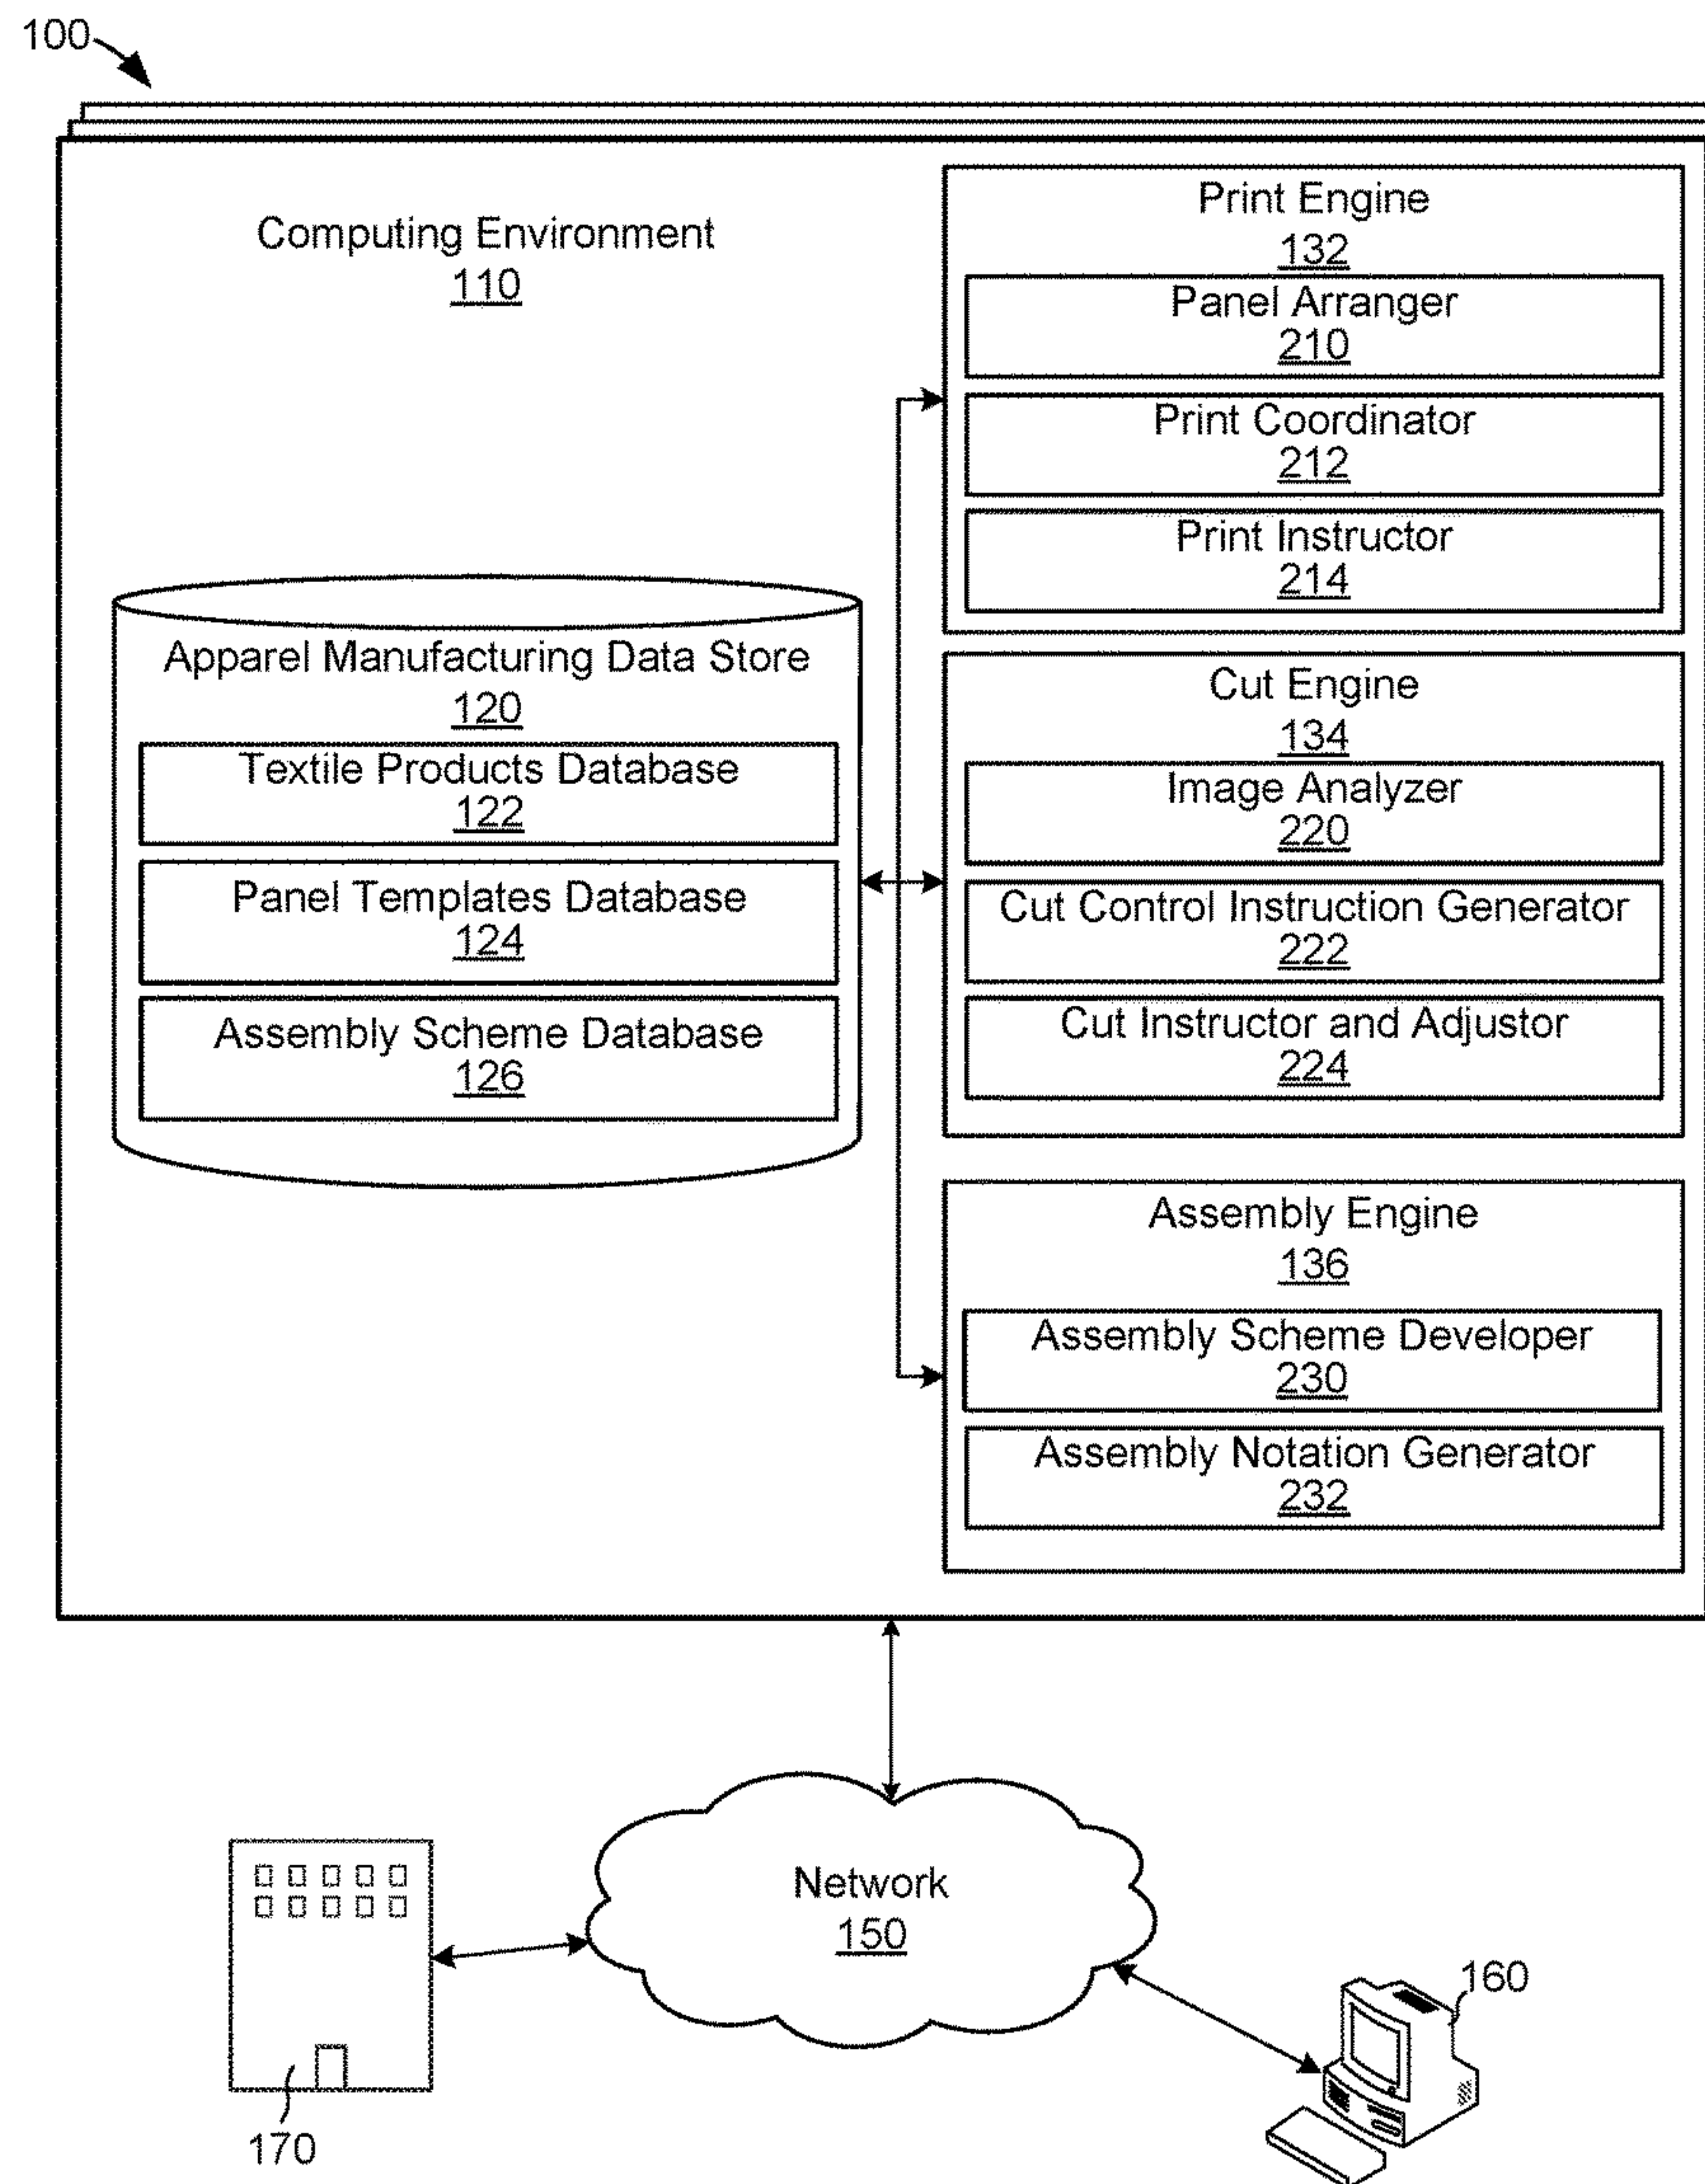 100
Computing Environment
110
Apparel Manufacturing Data Store
120
Textile Products Database
122
Panel Templates Database
124
Assembly Scheme Database
126
Print Engine
132
Panel Arranger
210
Print Coordinator
212
Print Instructor
214
Cut Engine
134
Image Analyzer
220
Cut Control Instruction Generator
222
Cut Instructor and Adjustor
224
Assembly Engine
136
Assembly Scheme Developer
230
Assembly Notation Generator
232
Network
150
160
170